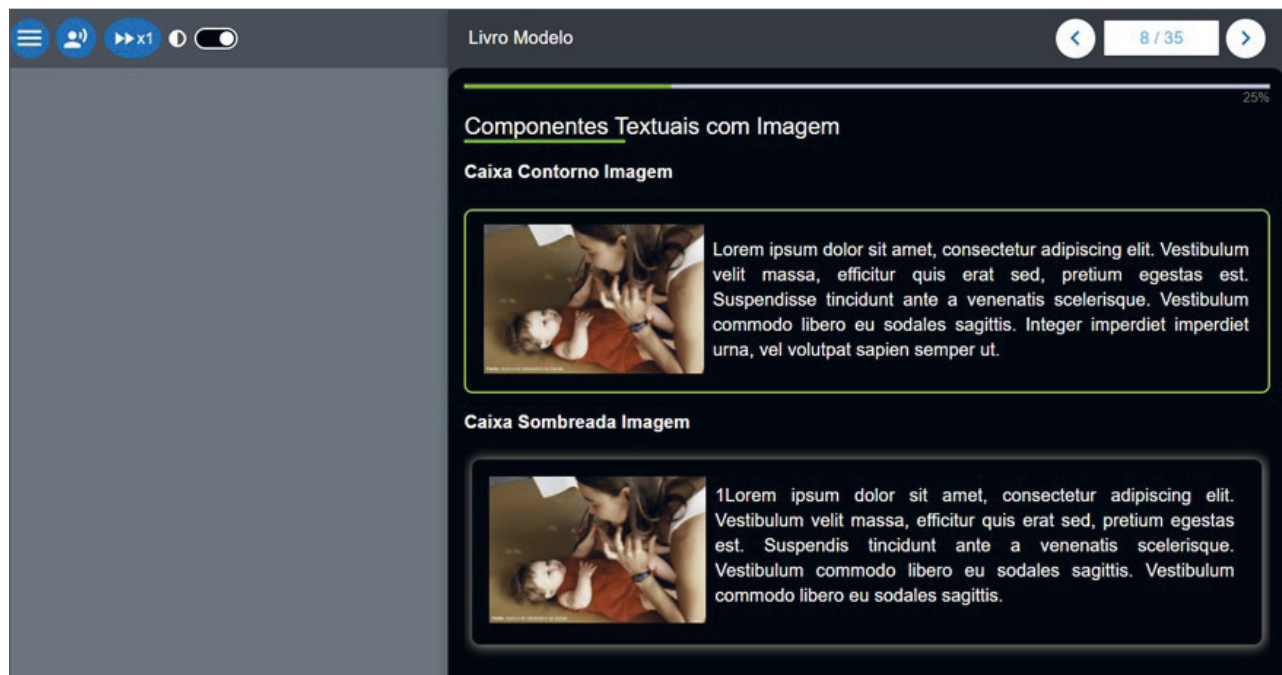 x1
Livro Modelo
8 / 35
25%
Componentes Textuais com Imagem
Caixa Contorno Imagem
Lorem ipsum dolor sit amet, consectetur adipiscing elit. Vestibulum
velit massa, efficitur quis erat sed, pretium egestas est.
Suspendisse tincidunt ante a venenatis scelerisque. Vestibulum
commodo libero eu sodales sagittis. Integer imperdiet imperdiet
urna, vel volutpat sapien semper ut.
Caixa Sombreada Imagem
1Lorem ipsum dolor sit amet, consectetur adipiscing elit.
Vestibulum velit massa, efficitur quis erat sed, pretium egestas
est. Suspendis tincidunt ante a venenatis scelerisque.
Vestibulum commodo libero eu sodales sagittis. Vestibulum
commodo libero eu sodales sagittis.